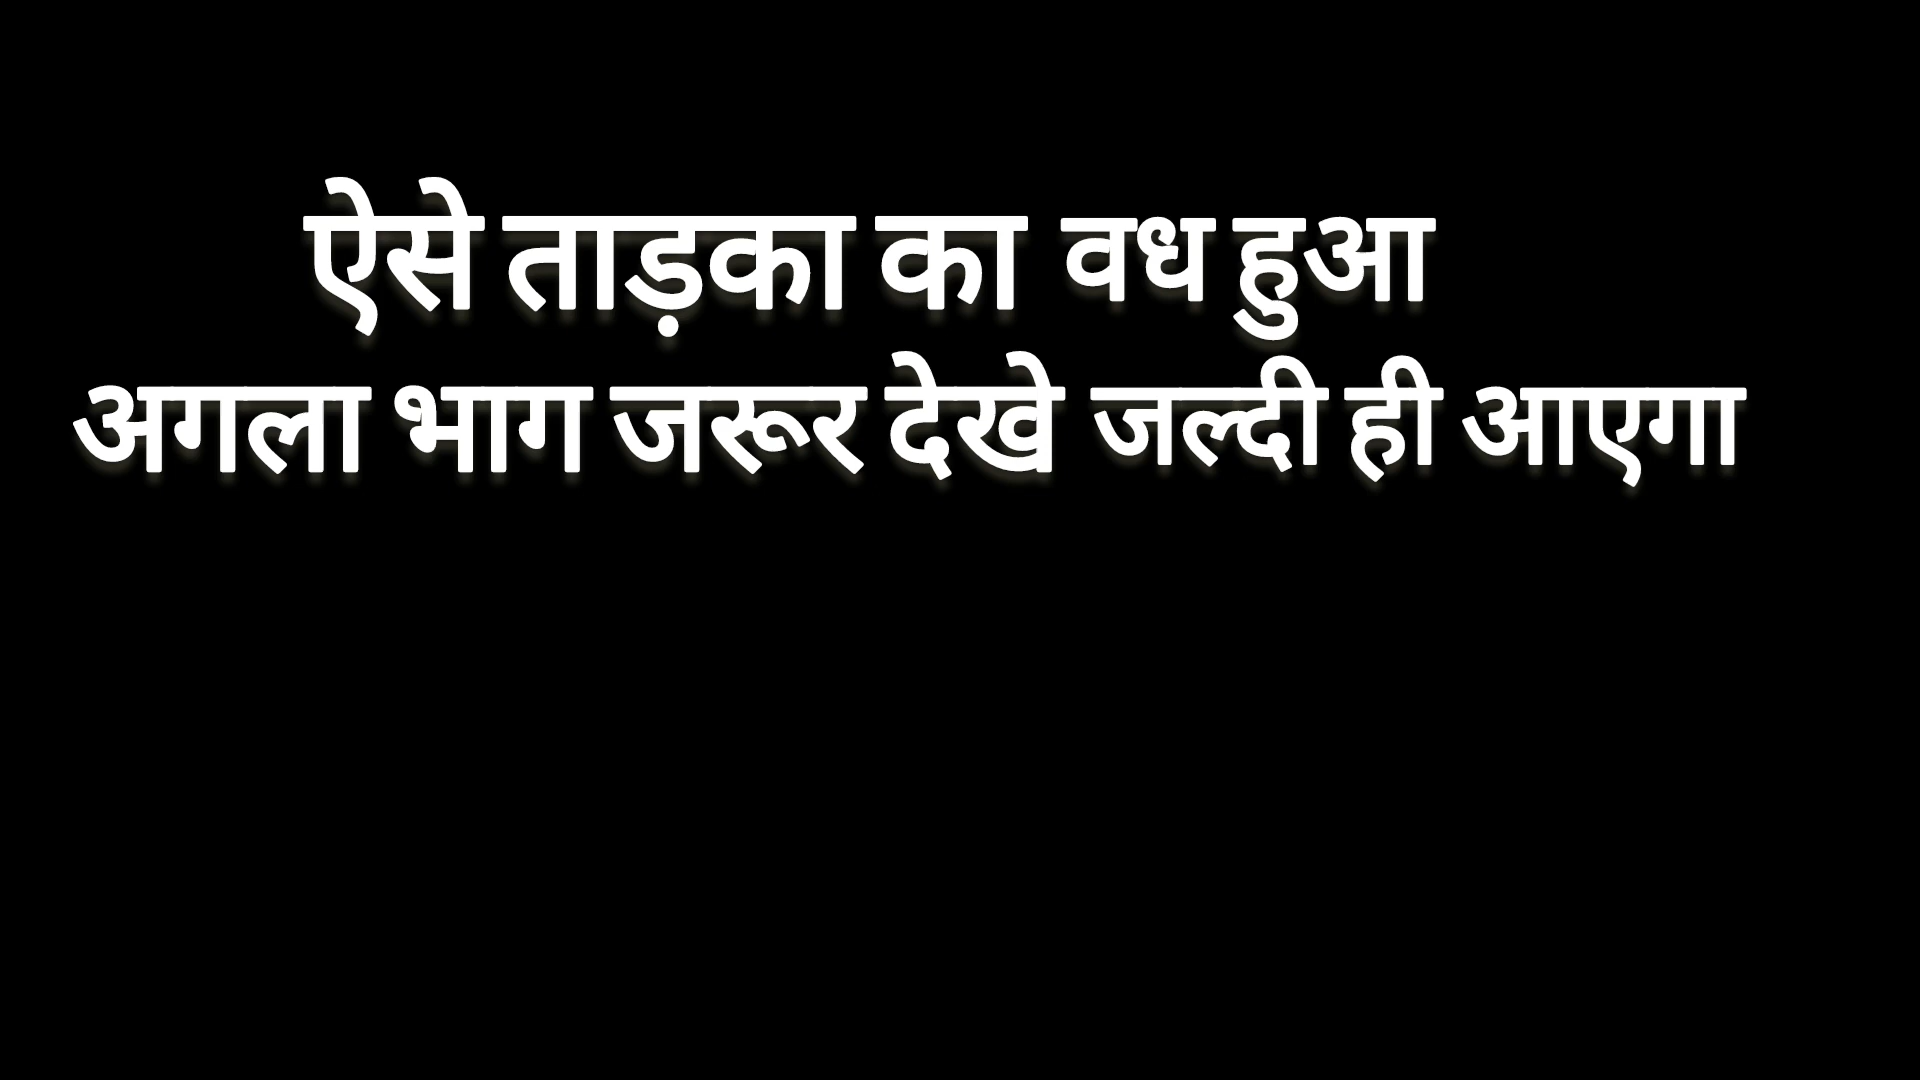 ऐसे ताड़का का वध हुआ
अगला भाग जरूर देखे जल्दी ही आएगा